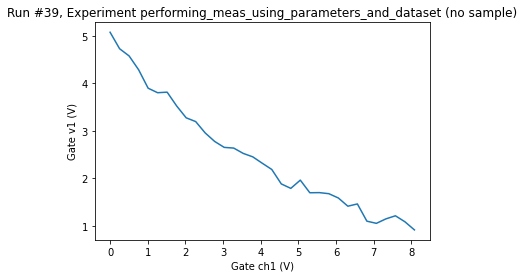 Run #39, Experiment performing_meas_using_parameters_and_dataset (no sample)
5
4
3
2
1
Gate v1 (V)
0 1 2 3 4 5 6 7 8
Gate ch1 (V)